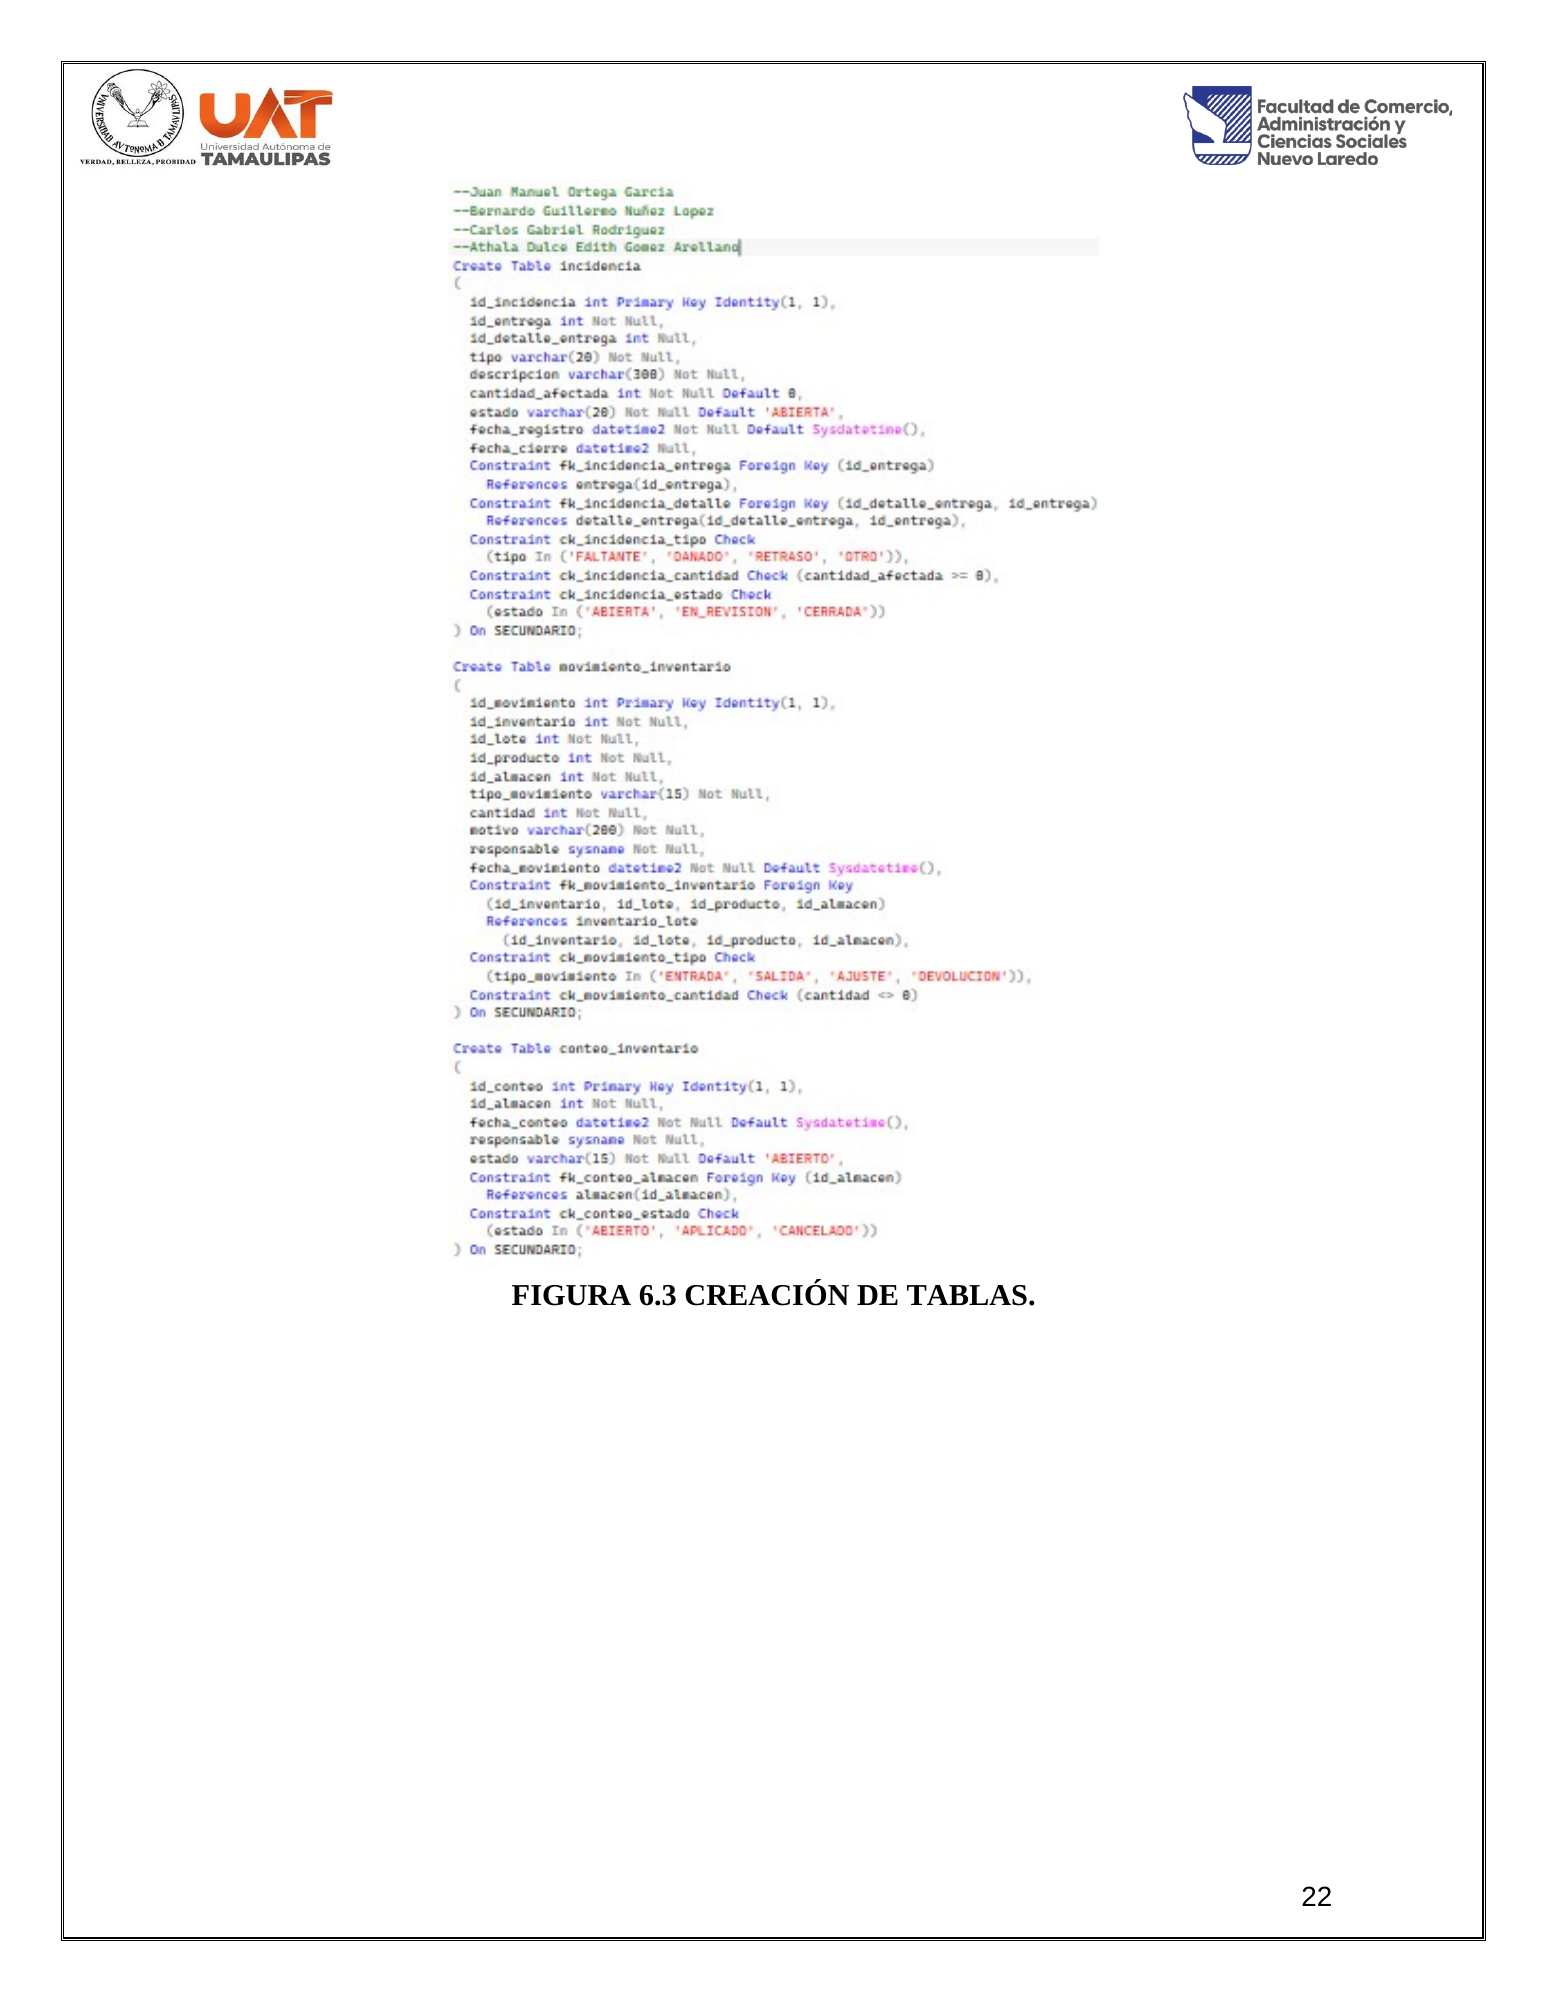 UNIVERSIDAD AVTONOMA D TAMAVLIPAS
VERDAD, BELLEZA, PROBIDAD
UAT
Universidad Autónoma de
TAMAULIPAS
Facultad de Comercio,
Administración y
Ciencias Sociales
Nuevo Laredo
--Juan Manuel Ortega Garcia
--Bernardo Guillermo Nuñez Lopez
--Carlos Gabriel Rodriguez
--Athala Dulce Edith Gomez Arellano
Create Table incidencia
(
id_incidencia int Primary Key Identity(1, 1),
id_entrega int Not Null,
id_detalle_entrega int Null,
tipo varchar(20) Not Null,
descripcion varchar(300) Not Null,
cantidad_afectada int Not Null Default 0,
estado varchar(20) Not Null Default 'ABIERTA',
fecha_registro datetime2 Not Null Default Sysdatetime(),
fecha_cierre datetime2 Null,
Constraint fk_incidencia_entrega Foreign Key (id_entrega)
References entrega(id_entrega),
Constraint fk_incidencia_detalle Foreign Key (id_detalle_entrega, id_entrega)
References detalle_entrega(id_detalle_entrega, id_entrega),
Constraint ck_incidencia_tipo Check
(tipo In ('FALTANTE', 'DANADO', 'RETRASO', 'OTRO')),
Constraint ck_incidencia_cantidad Check (cantidad_afectada >= 0),
Constraint ck_incidencia_estado Check
(estado In ('ABIERTA', 'EN_REVISION', 'CERRADA'))
) On SECUNDARIO;
Create Table movimiento_inventario
(
id_movimiento int Primary Key Identity(1, 1),
id_inventario int Not Null,
id_lote int Not Null,
id_producto int Not Null,
id_almacen int Not Null,
tipo_movimiento varchar(15) Not Null,
cantidad int Not Null,
motivo varchar(200) Not Null,
responsable sysname Not Null,
fecha_movimiento datetime2 Not Null Default Sysdatetime(),
Constraint fk_movimiento_inventario Foreign Key
(id_inventario, id_lote, id_producto, id_almacen)
References inventario_lote
(id_inventario, id_lote, id_producto, id_almacen),
Constraint ck_movimiento_tipo Check
(tipo_movimiento In ('ENTRADA', 'SALIDA', 'AJUSTE', 'DEVOLUCION')),
Constraint ck_movimiento_cantidad Check (cantidad <> 0)
) On SECUNDARIO;
Create Table conteo_inventario
(
id_conteo int Primary Key Identity(1, 1),
id_almacen int Not Null,
fecha_conteo datetime2 Not Null Default Sysdatetime(),
responsable sysname Not Null,
estado varchar(15) Not Null Default 'ABIERTO',
Constraint fk_conteo_almacen Foreign Key (id_almacen)
References almacen(id_almacen),
Constraint ck_conteo_estado Check
(estado In ('ABIERTO', 'APLICADO', 'CANCELADO'))
) On SECUNDARIO;
FIGURA 6.3 CREACIÓN DE TABLAS.
22